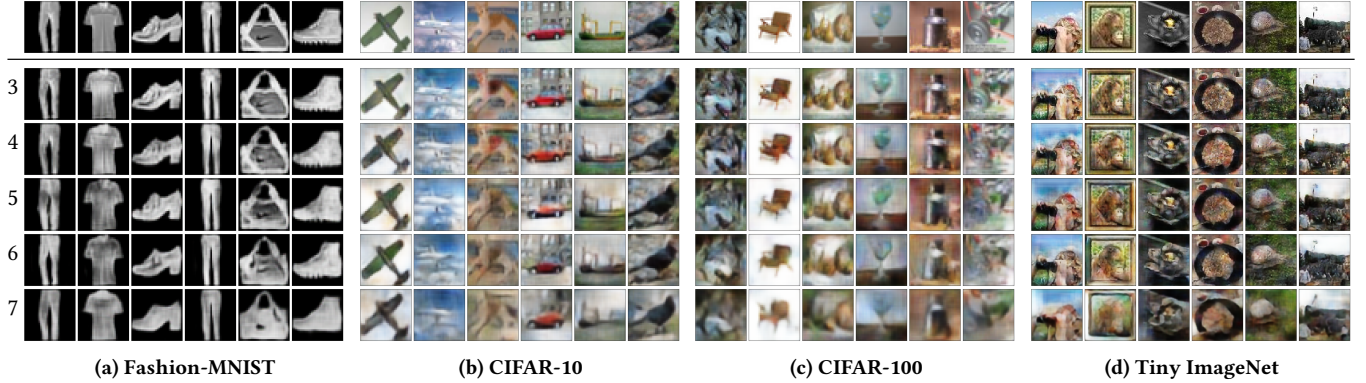 3
4
5
6
7
(a) Fashion-MNIST
(b) CIFAR-10
(c) CIFAR-100
(d) Tiny ImageNet